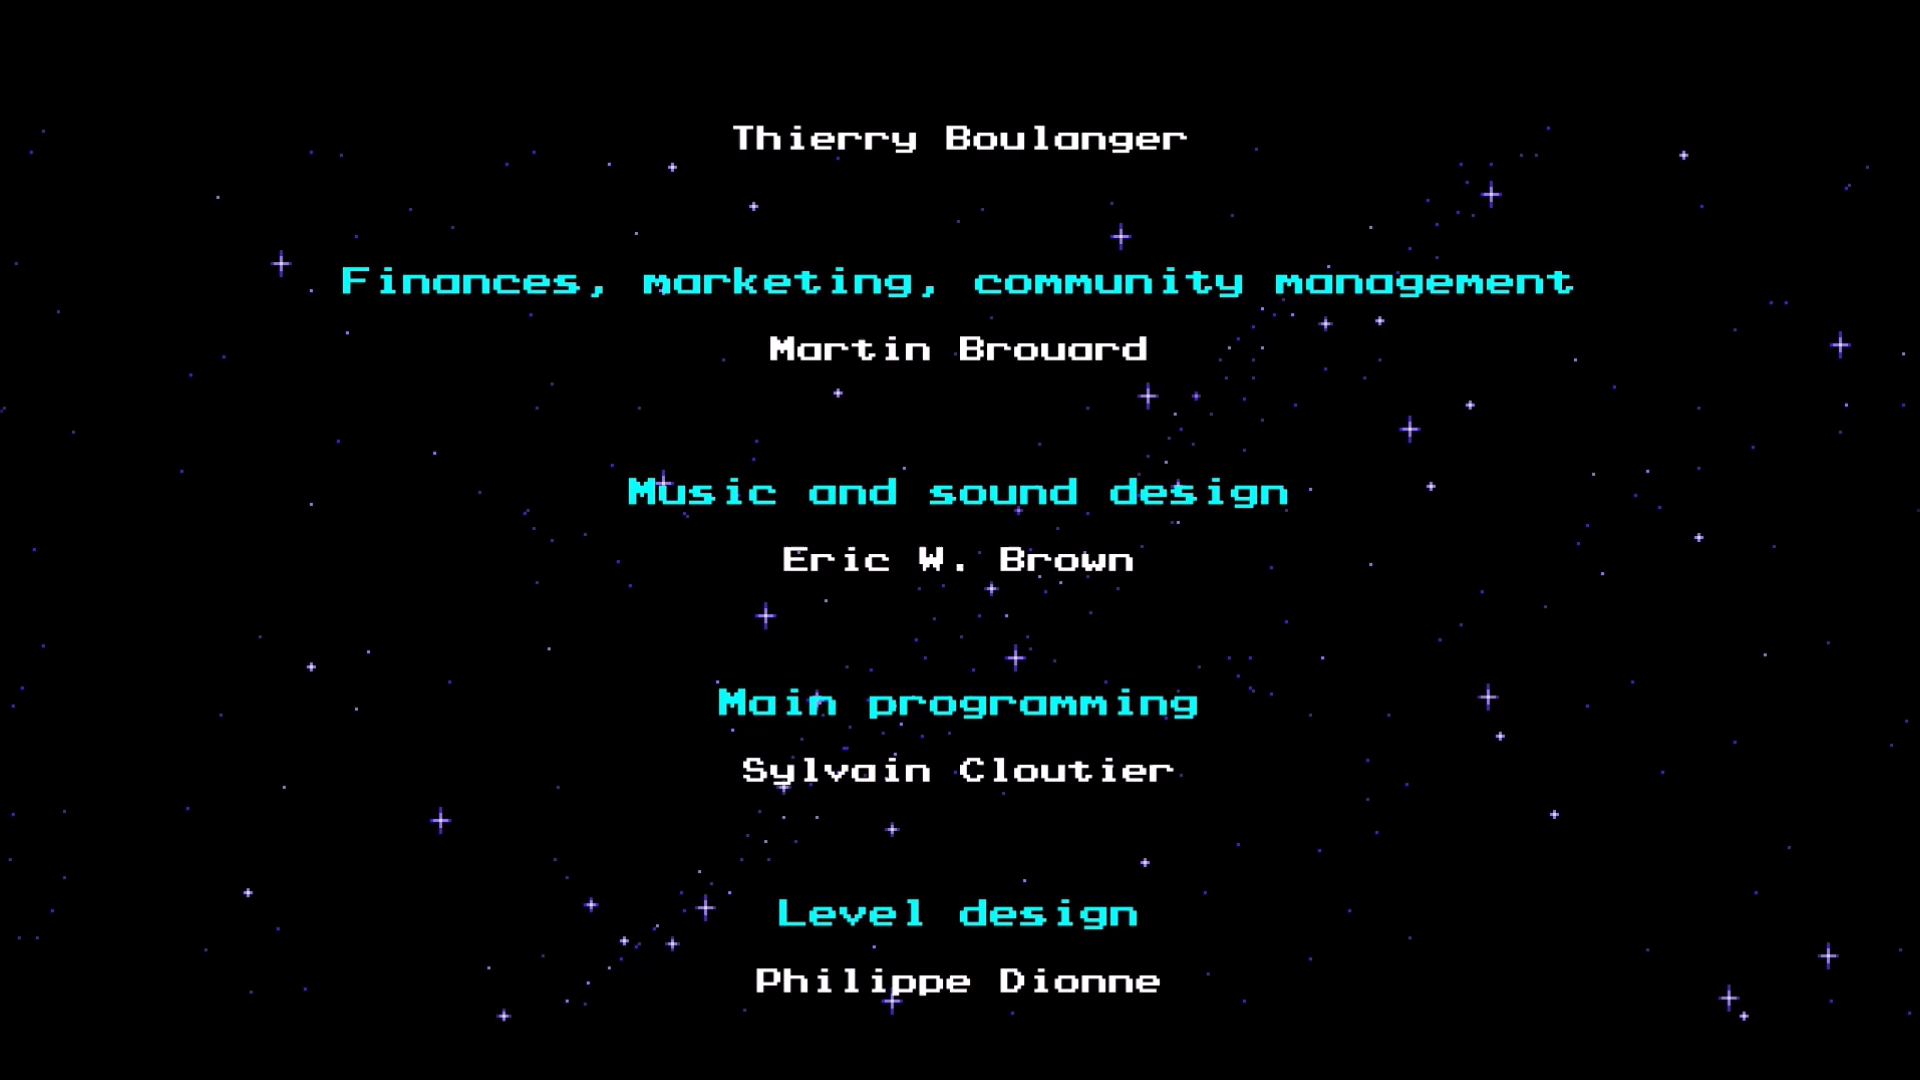 Thierry Boulanger
Finances, marketing, community management
Martin Brouard
Music and sound design
Eric W. Brown
Main programming
Sylvain Cloutier
Level design
Philippe Dionne